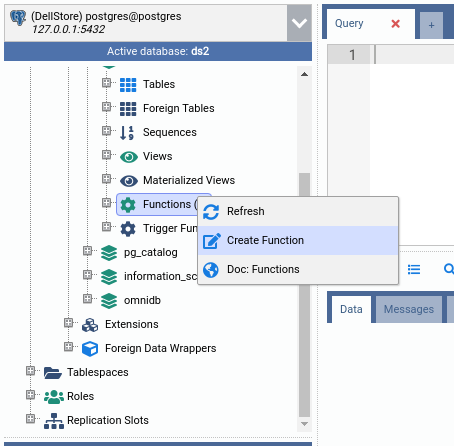 (DellStore) postgres@postgres
127.0.0.1:5432
Active database: ds2
Tables
Foreign Tables
Sequences
Views
Materialized Views
Functions (
Trigger Fun
pg_catalog
information_sc
omnidb
Extensions
Foreign Data Wrappers
Tablespaces
Roles
Replication Slots
Refresh
Create Function
Doc: Functions
Query
+
1
Data
Messages